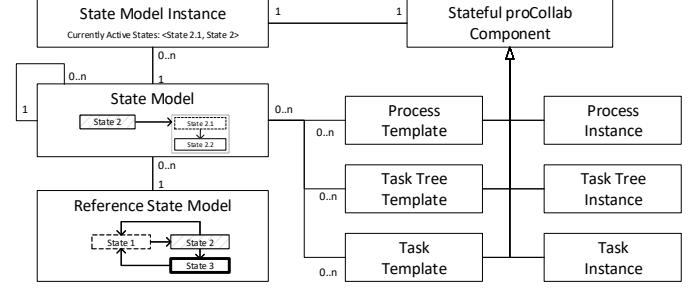 State Model Instance
Currently Active States: <State 2.1, State 2>
1
1
Stateful proCollab
Component
0..n
1
0..n
1
State Model
State 2
State 2.1
State 2.2
0..n
0..n
Process
Template
Process
Instance
0..n
1
Reference State Model
State 1
State 2
State 3
0..n
Task Tree
Template
Task Tree
Instance
0..n
Task
Template
Task
Instance